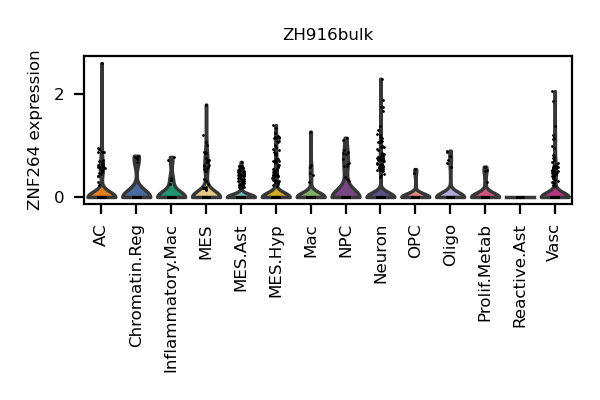 ZH916bulk
ZNF264 expression
2
0
AC
Chromatin.Reg
Inflammatory.Mac
MES
MES.Ast
MES.Hyp
Mac
NPC
Neuron
OPC
Oligo
Prolif.Metab
Reactive.Ast
Vasc